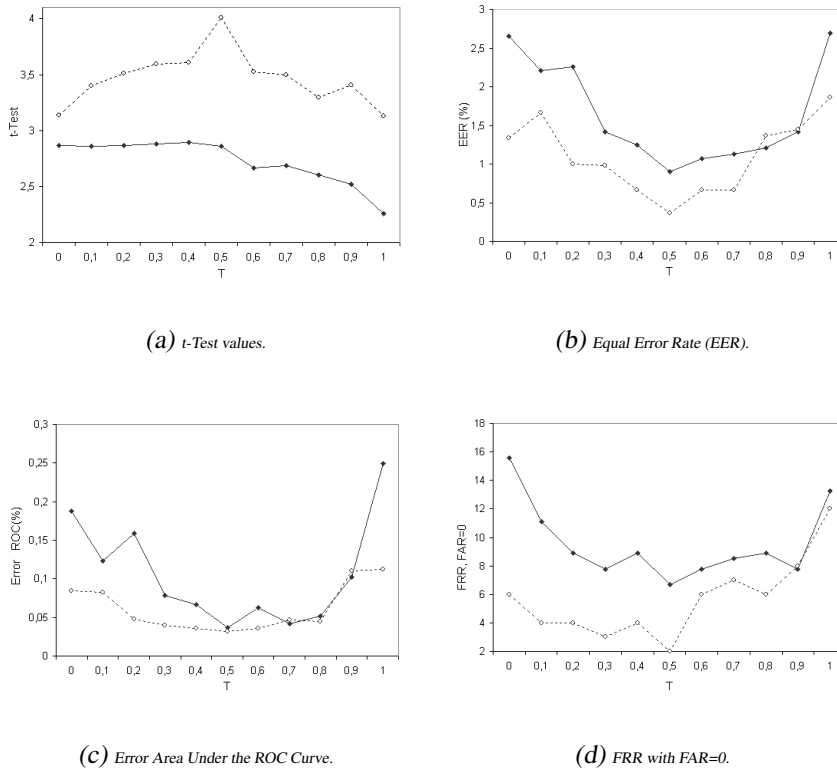 4
3,5
3
2,5
2
t-Test
0 0,1 0,2 0,3 0,4 0,5 0,6 0,7 0,8 0,9 1
T
(a) t-Test values.
3
2,5
2
1,5
1
0,5
0
EER (%)
0 0,1 0,2 0,3 0,4 0,5 0,6 0,7 0,8 0,9 1
T
(b) Equal Error Rate (EER).
0,3
0,25
0,2
0,15
0,1
0,05
0
Error ROC(%)
0 0,1 0,2 0,3 0,4 0,5 0,6 0,7 0,8 0,9 1
T
(c) Error Area Under the ROC Curve.
18
16
14
12
10
8
6
4
2
FRR, FAR=0
0 0,1 0,2 0,3 0,4 0,5 0,6 0,7 0,8 0,9 1
T
(d) FRR with FAR=0.